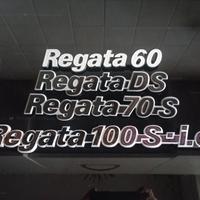 Regata 60
Regata DS
Regata 70-S
Regata 100-S-i.e